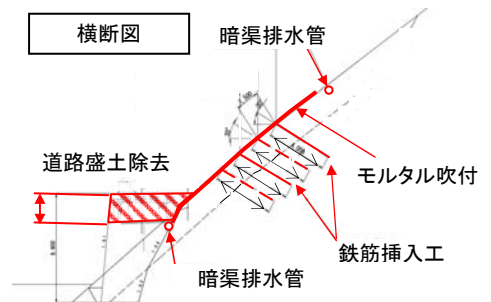 横断図
暗渠排水管
道路盛土除去
モルタル吹付
鉄筋挿入工
暗渠排水管